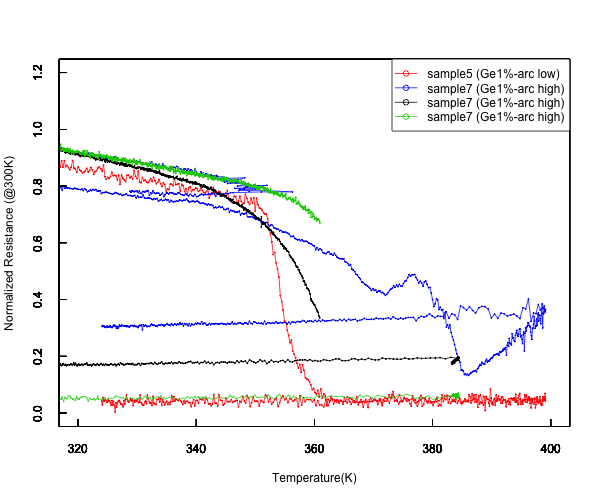 sample5 (Ge1%-arc low)
sample7 (Ge1%-arc high)
sample7 (Ge1%-arc high)
sample7 (Ge1%-arc high)
1.2
1.0
0.8
0.6
0.4
0.2
0.0
Normalized Resistance (@300K)
320 340 360 380 400
Temperature(K)